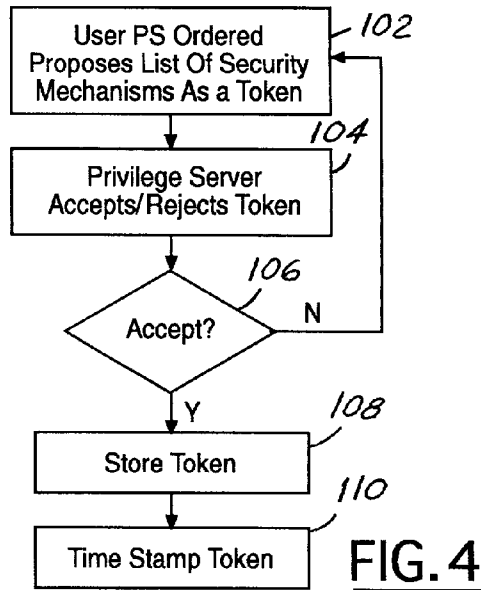 User PS Ordered
Proposes List Of Security
Mechanisms As a Token
102
Privilege Server
Accepts/Rejects Token
104
Accept?
106
N
Y
Store Token
108
Time Stamp Token
110
FIG. 4